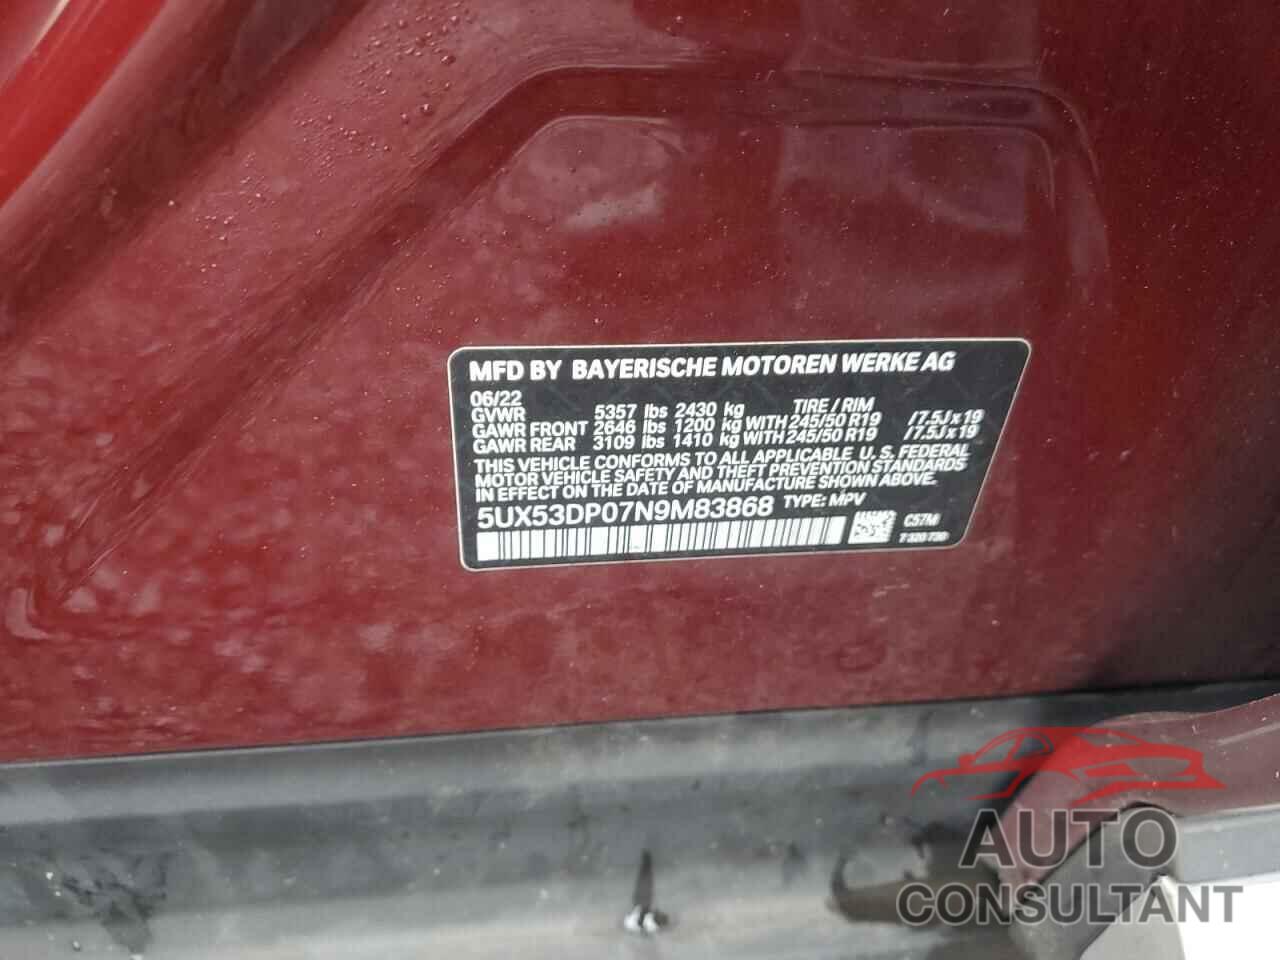 MFD BY BAYERISCHE MOTOREN WERKE AG
06/22 TIRE / RIM
GVWR 5357 lbs 2430 kg
GAWR FRONT 2646 lbs 1200 kg WITH 245/50 R19 / 7.5J x 19
GAWR REAR 3109 lbs 1410 kg WITH 245/50 R19 / 7.5J x 19
THIS VEHICLE CONFORMS TO ALL APPLICABLE U. S. FEDERAL
MOTOR VEHICLE SAFETY AND THEFT PREVENTION STANDARDS
IN EFFECT ON THE DATE OF MANUFACTURE SHOWN ABOVE.
5UX53DP07N9M83868 TYPE: MPV
C57M
7 320 730
AUTO
CONSULTANT